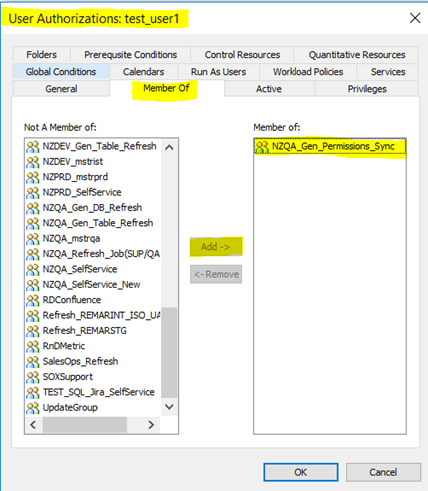 User Authorizations: test_user1
Folders Prerequsite Conditions Control Resources Quantitative Resources
Global Conditions Calendars Run As Users Workload Policies Services
General Member Of Active Privileges
Not A Member of: Member of:
NZDEV_Gen_Table_Refresh NZQA_Gen_Permissions_Sync
NZDEV_mstrist
NZPRD_mstrprd
NZPRD_SelfService
NZQA_Gen_DB_Refresh
NZQA_Gen_Table_Refresh
NZQA_mstrqa
NZQA_Refresh_Job(SUP/QA
NZQA_SelfService
NZQA_SelfService_New
RDConfluence
Refresh_REMARINT_ISO_UA
Refresh_REMARSTG
RnDMetric
SalesOps_Refresh
SOXSupport
TEST_SQL_Jira_SelfService
UpdateGroup
Add ->
<- Remove
OK Cancel